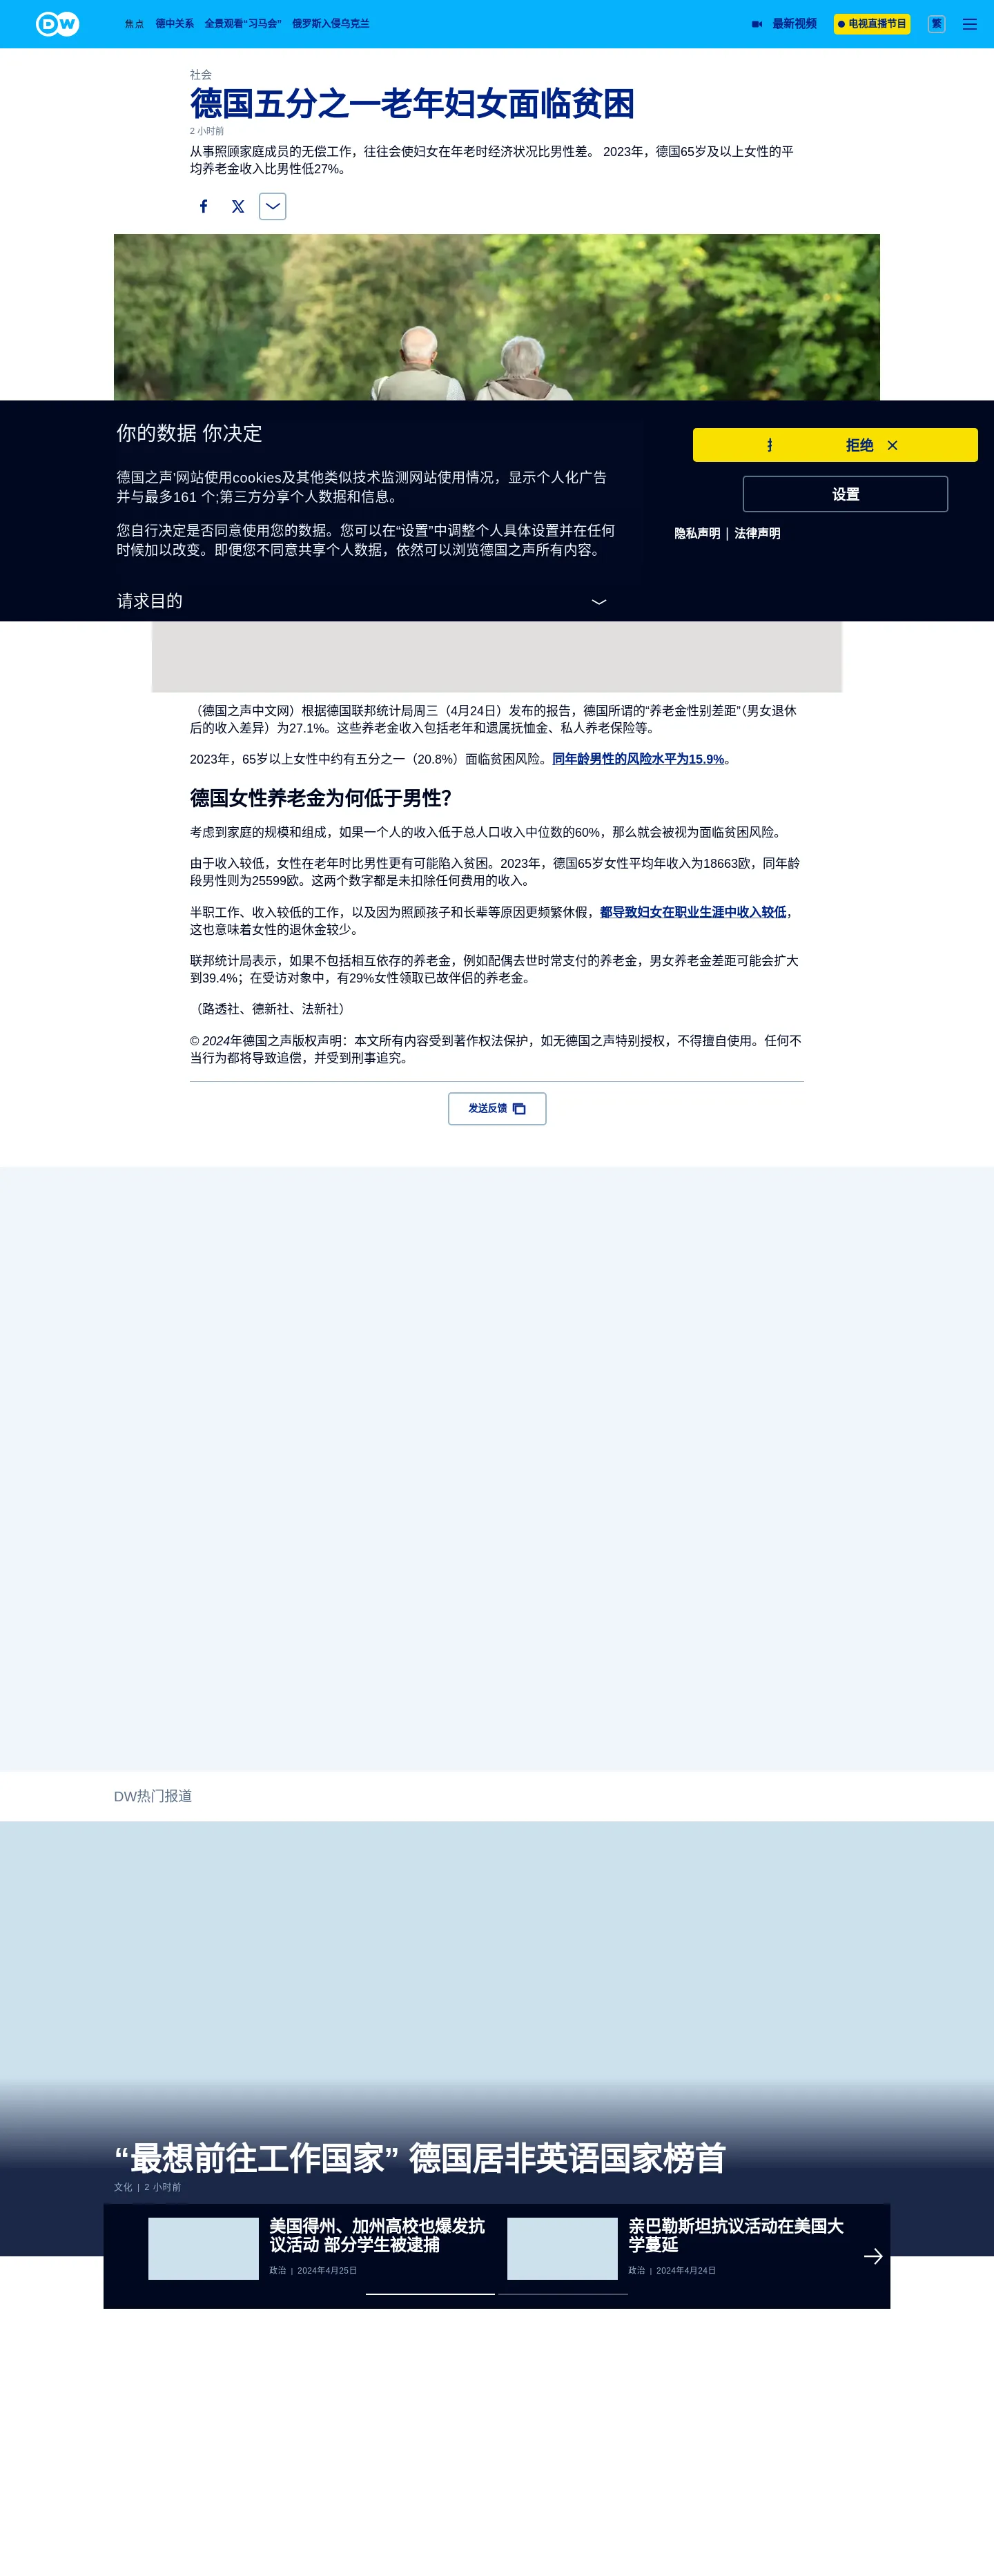 DW
焦点 德中关系 全景观看“习马会” 俄罗斯入侵乌克兰
最新视频 电视直播节目 繁
社会
德国五分之一老年妇女面临贫困
2 小时前
从事照顾家庭成员的无偿工作，往往会使妇女在年老时经济状况比男性差。 2023年，德国65岁及以上女性的平
均养老金收入比男性低27%。
你的数据 你决定
德国之声'网站使用cookies及其他类似技术监测网站使用情况，显示个人化广告
并与最多161 个;第三方分享个人数据和信息。
您自行决定是否同意使用您的数据。您可以在“设置”中调整个人具体设置并在任何
时候加以改变。即便您不同意共享个人数据，依然可以浏览德国之声所有内容。
请求目的
拒绝
设置
隐私声明 | 法律声明
（德国之声中文网）根据德国联邦统计局周三（4月24日）发布的报告，德国所谓的“养老金性别差距”（男女退休
后的收入差异）为27.1%。这些养老金收入包括老年和遗属抚恤金、私人养老保险等。
2023年，65岁以上女性中约有五分之一（20.8%）面临贫困风险。同年龄男性的风险水平为15.9%。
德国女性养老金为何低于男性？
考虑到家庭的规模和组成，如果一个人的收入低于总人口收入中位数的60%，那么就会被视为面临贫困风险。
由于收入较低，女性在老年时比男性更有可能陷入贫困。2023年，德国65岁女性平均年收入为18663欧，同年龄
段男性则为25599欧。这两个数字都是未扣除任何费用的收入。
半职工作、收入较低的工作，以及因为照顾孩子和长辈等原因更频繁休假，都导致妇女在职业生涯中收入较低，
这也意味着女性的退休金较少。
联邦统计局表示，如果不包括相互依存的养老金，例如配偶去世时常支付的养老金，男女养老金差距可能会扩大
到39.4%；在受访对象中，有29%女性领取已故伴侣的养老金。
（路透社、德新社、法新社）
© 2024年德国之声版权声明：本文所有内容受到著作权法保护，如无德国之声特别授权，不得擅自使用。任何不
当行为都将导致追偿，并受到刑事追究。
发送反馈
DW热门报道
“最想前往工作国家” 德国居非英语国家榜首
文化 | 2 小时前
美国得州、加州高校也爆发抗
议活动 部分学生被逮捕
政治 | 2024年4月25日
亲巴勒斯坦抗议活动在美国大
学蔓延
政治 | 2024年4月24日